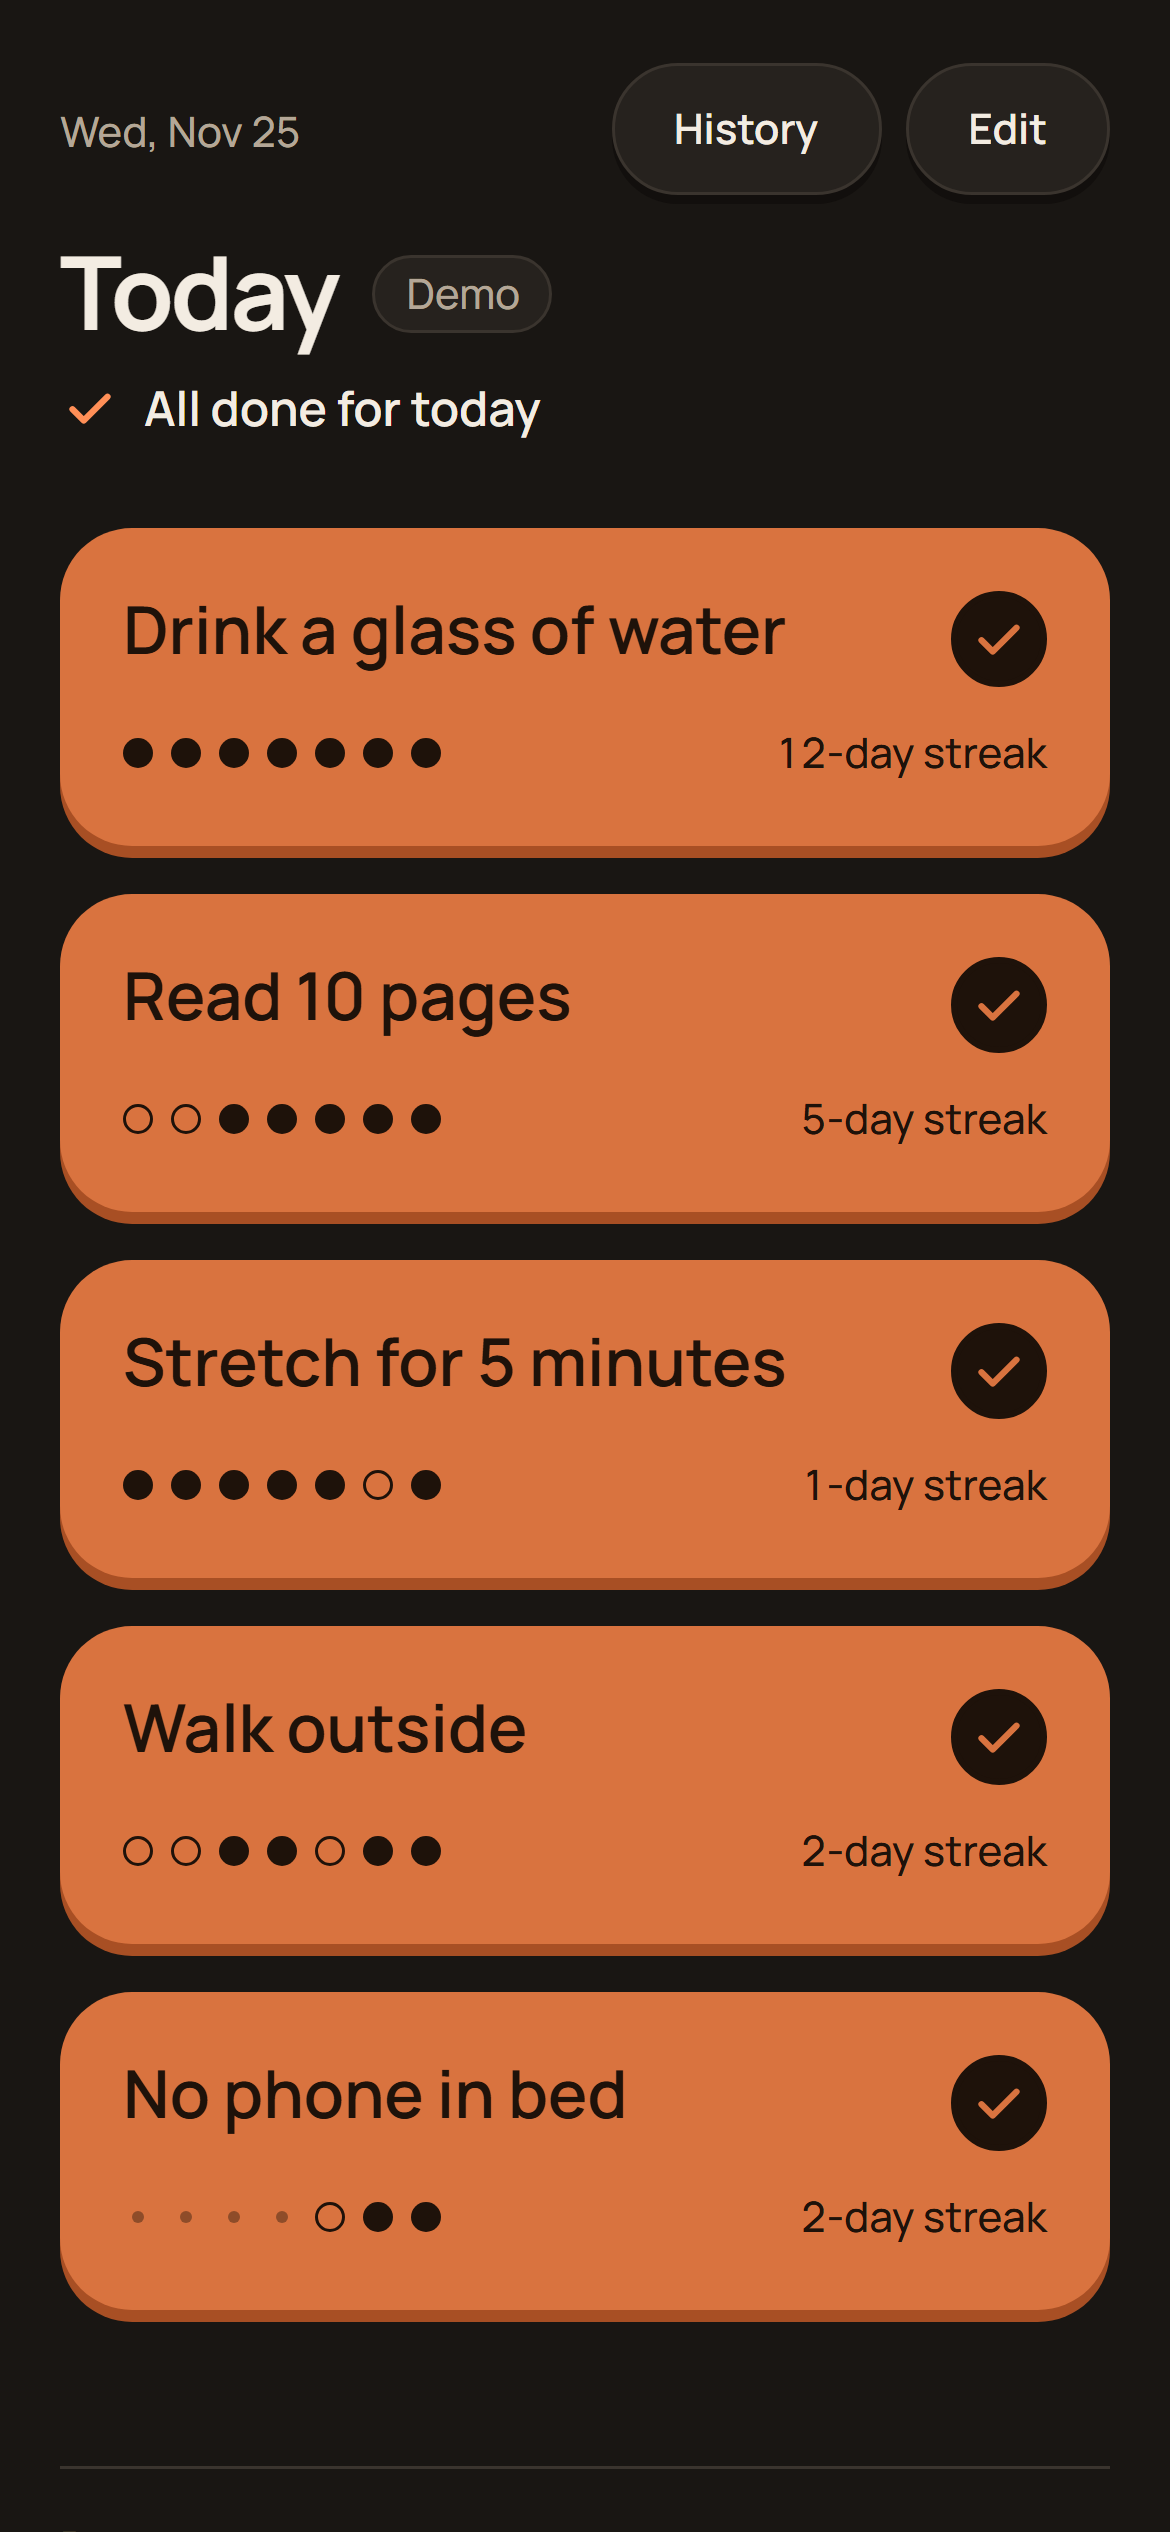 Wed, Nov 25
History
Edit
Today
Demo
All done for today
Drink a glass of water
12-day streak
Read 10 pages
5-day streak
Stretch for 5 minutes
1-day streak
Walk outside
2-day streak
No phone in bed
2-day streak